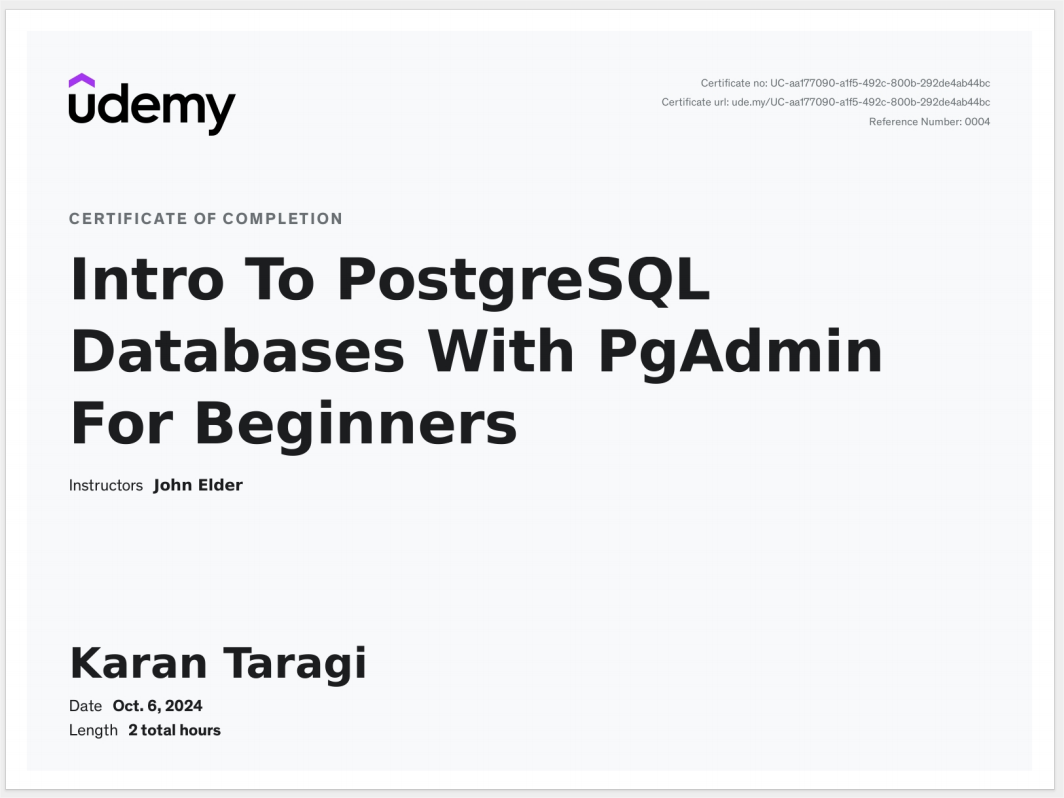 udemy
Certificate no: UC-aa177090-a1f5-492c-800b-292de4ab44bc
Certificate url: ude.my/UC-aa177090-a1f5-492c-800b-292de4ab44bc
Reference Number: 0004
CERTIFICATE OF COMPLETION
Intro To PostgreSQL
Databases With PgAdmin
For Beginners
Instructors John Elder
Karan Taragi
Date Oct. 6, 2024
Length 2 total hours